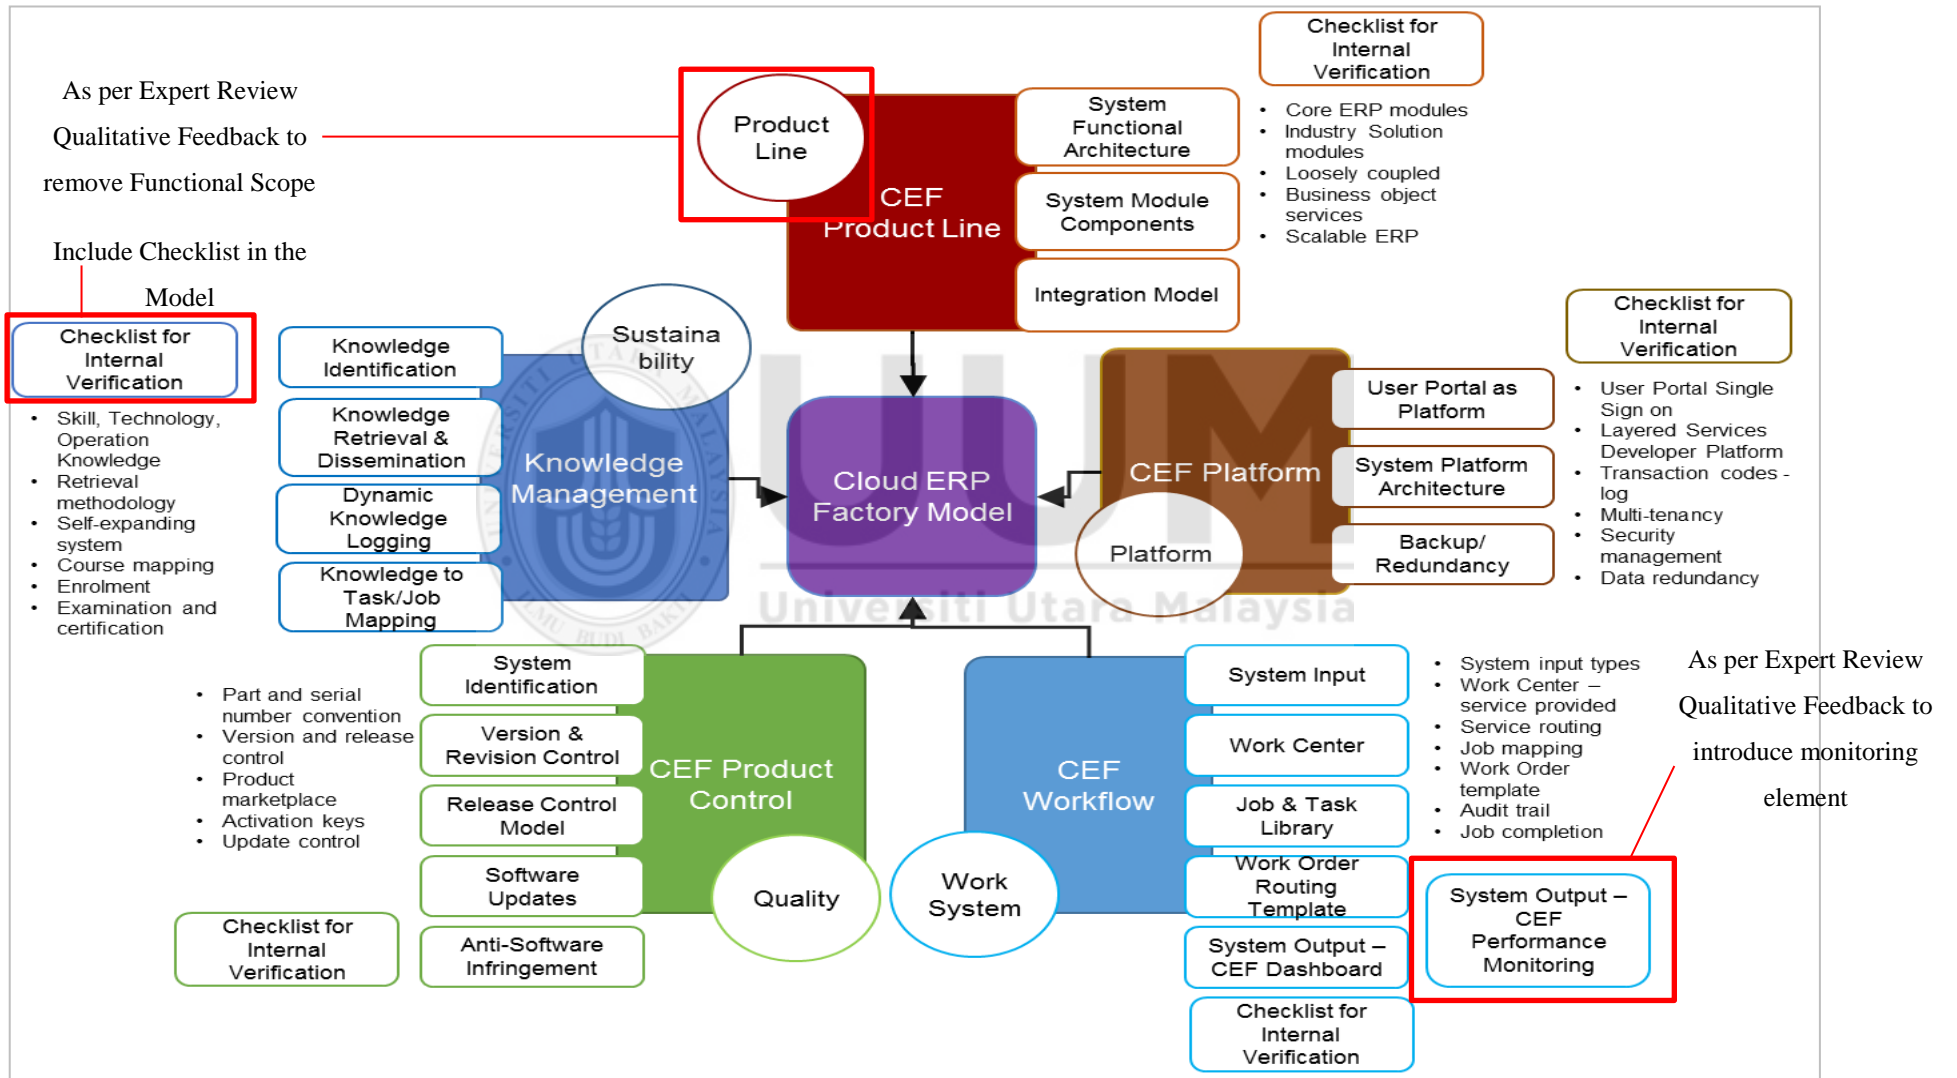 As per Expert Review
Qualitative Feedback to
remove Functional Scope
Include Checklist in the
Model
Product
Line
CEF
Product Line
System
Functional
Architecture
System Module
Components
Integration Model
Checklist for
Internal
Verification
• Core ERP modules
• Industry Solution
modules
• Loosely coupled
• Business object
services
• Scalable ERP
Checklist for
Internal
Verification
• Skill, Technology,
Operation
Knowledge
• Retrieval
methodology
• Self-expanding
system
• Course mapping
• Enrolment
• Examination and
certification
Knowledge
Identification
Knowledge
Retrieval &
Dissemination
Dynamic
Knowledge
Logging
Knowledge to
Task/Job
Mapping
Sustaina
bility
Knowledge
Management
Cloud ERP
Factory Model
CEF Platform
Platform
User Portal as
Platform
System Platform
Architecture
Backup/
Redundancy
Checklist for
Internal
Verification
• User Portal Single
Sign on
• Layered Services
Developer Platform
• Transaction codes -
log
• Multi-tenancy
• Security
management
• Data redundancy
UNIVERSITI UTARA MALAYSIA
ILMU BUDI BAKTI
UUM
Universiti Utara Malaysia
• Part and serial
number convention
• Version and release
control
• Product
marketplace
• Activation keys
• Update control
Checklist for
Internal
Verification
System
Identification
Version &
Revision Control
Release Control
Model
Software
Updates
Anti-Software
Infringement
CEF Product
Control
Quality
Work
System
CEF
Workflow
System Input
Work Center
Job & Task
Library
Work Order
Routing
Template
System Output –
CEF Dashboard
Checklist for
Internal
Verification
• System input types
• Work Center –
service provided
• Service routing
• Job mapping
• Work Order
template
• Audit trail
• Job completion
System Output –
CEF
Performance
Monitoring
As per Expert Review
Qualitative Feedback to
introduce monitoring
element